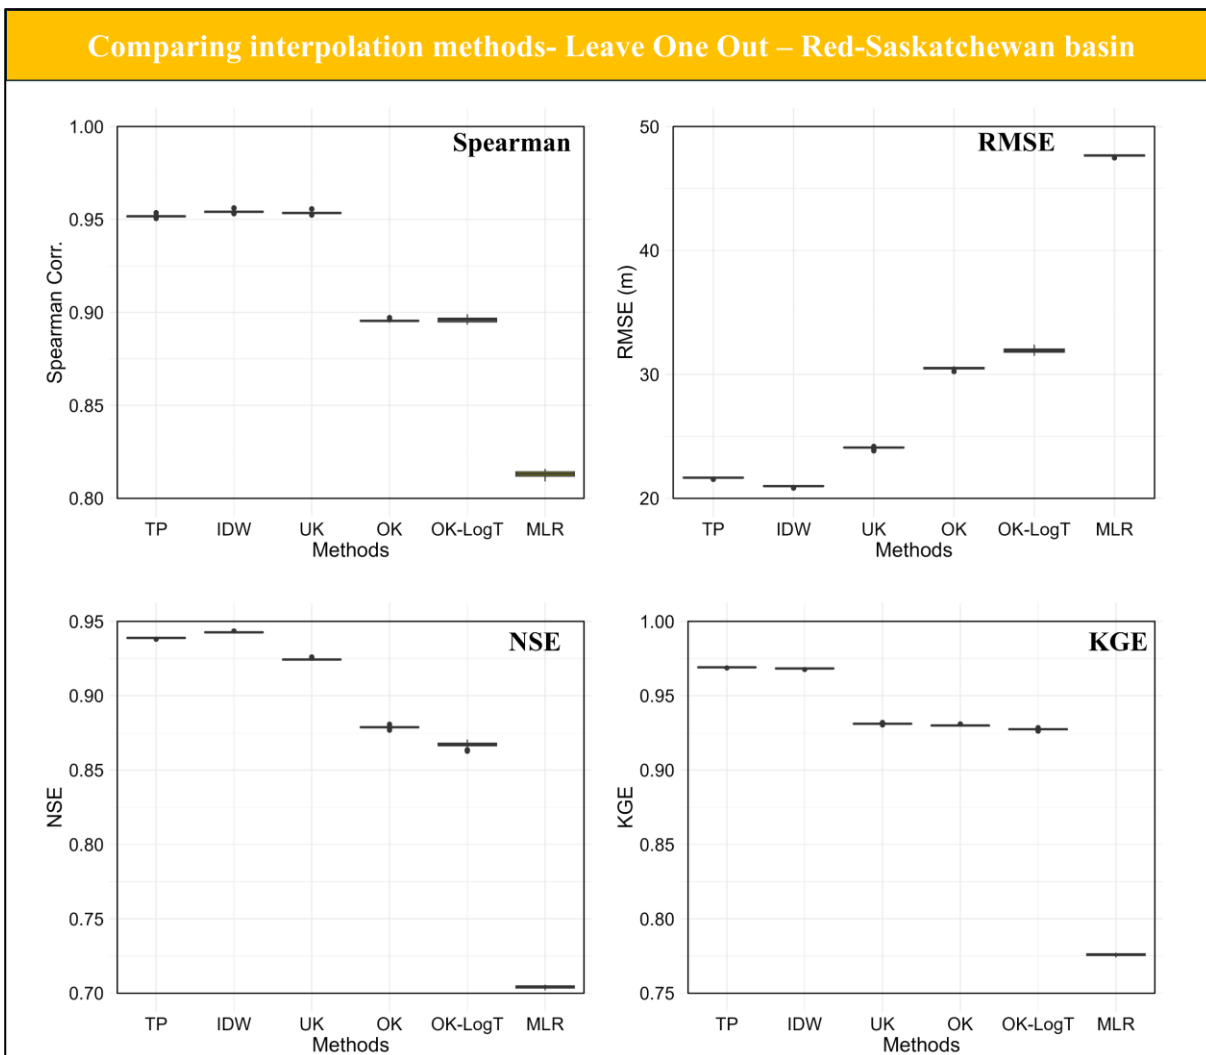 Comparing interpolation methods- Leave One Out – Red-Saskatchewan basin
Spearman
1.00
0.95
0.90
0.85
0.80
Spearman Corr.
TP IDW UK OK OK-LogT MLR
Methods
RMSE
50
40
30
20
RMSE (m)
TP IDW UK OK OK-LogT MLR
Methods
NSE
0.95
0.90
0.85
0.80
0.75
0.70
NSE
TP IDW UK OK OK-LogT MLR
Methods
KGE
1.00
0.95
0.90
0.85
0.80
0.75
KGE
TP IDW UK OK OK-LogT MLR
Methods